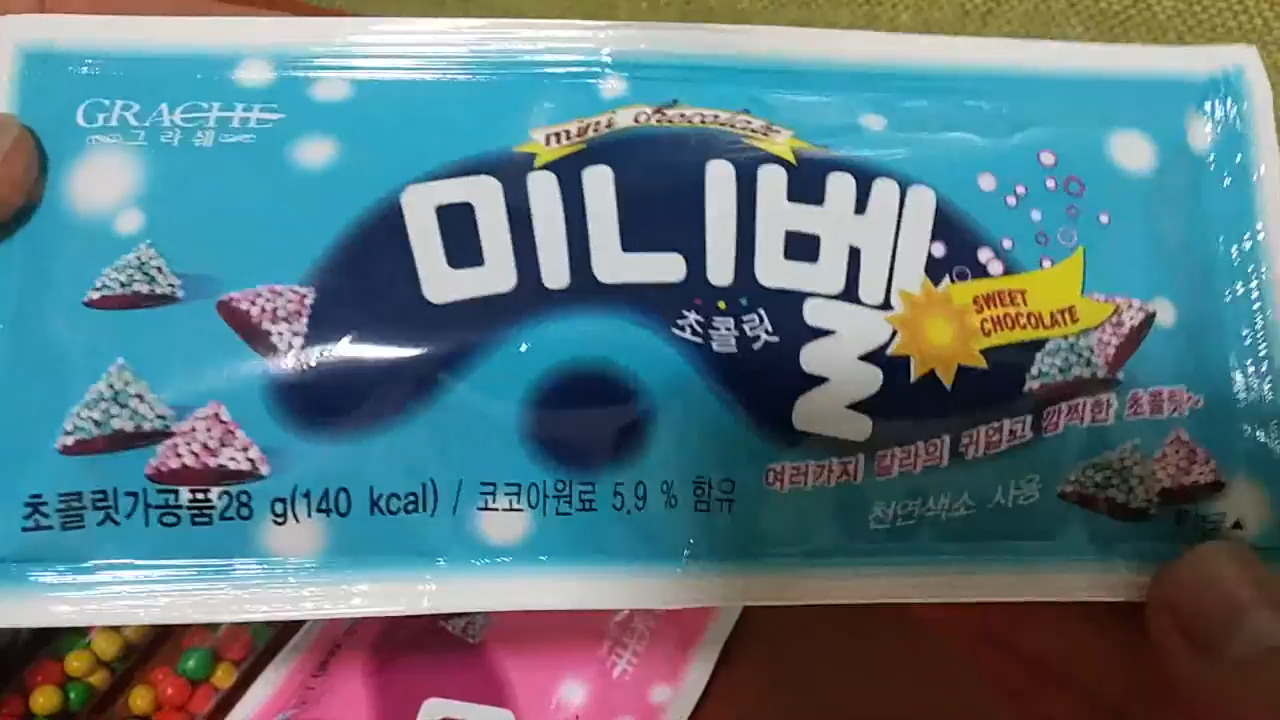 GRACHE
그라쉐
mini chocolate
미니벨
초콜릿
SWEET
CHOCOLATE
여러가지 칼라의 귀엽고 깜찍한 초콜릿~
천연색소 사용
초콜릿가공품28 g(140 kcal) / 코코아원료 5.9 % 함유